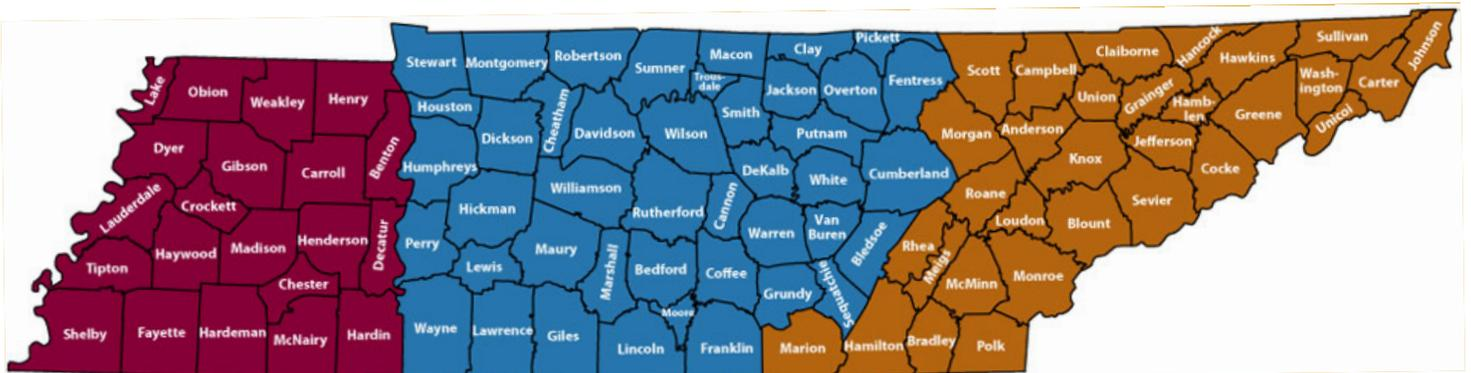 Lake
Obion
Weakley
Henry
Dyer
Gibson
Carroll
Benton
Lauderdale
Crockett
Haywood
Madison
Henderson
Decatur
Tipton
Chester
Shelby
Fayette
Hardeman
McNairy
Hardin
Stewart
Montgomery
Robertson
Sumner
Macon
Trous-
dale
Clay
Pickett
Jackson
Overton
Fentress
Houston
Dickson
Cheatham
Davidson
Wilson
Smith
Putnam
Humphreys
Williamson
Rutherford
Cannon
DeKalb
White
Cumberland
Hickman
Perry
Lewis
Maury
Marshall
Bedford
Coffee
Warren
Van
Buren
Bledsoe
Grundy
Sequatchie
Moore
Wayne
Lawrence
Giles
Lincoln
Franklin
Scott
Campbell
Claiborne
Hancock
Hawkins
Sullivan
Johnson
Union
Grainger
Hamb-
len
Greene
Wash-
ington
Carter
Unicoi
Morgan
Anderson
Knox
Jefferson
Cocke
Roane
Loudon
Blount
Sevier
Rhea
Meigs
McMinn
Monroe
Marion
Hamilton
Bradley
Polk